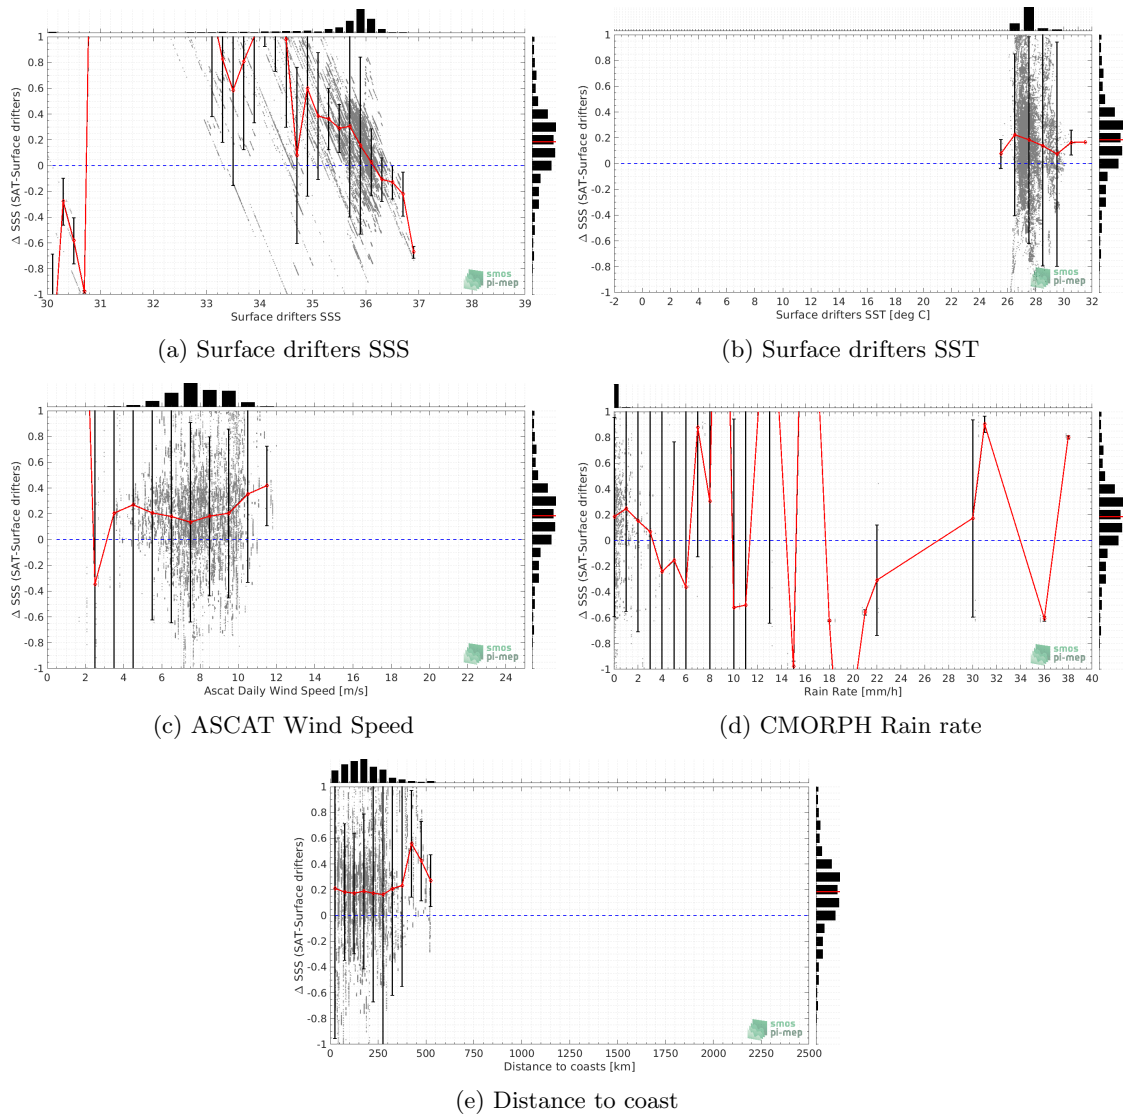 1
0.8
0.6
0.4
0.2
0
-0.2
-0.4
-0.6
-0.8
-1
Δ SSS (SAT-Surface drifters)
30 31 32 33 34 35 36 37 38 39
Surface drifters SSS
smos
pi-mep
(a) Surface drifters SSS
1
0.8
0.6
0.4
0.2
0
-0.2
-0.4
-0.6
-0.8
-1
Δ SSS (SAT-Surface drifters)
-2 0 2 4 6 8 10 12 14 16 18 20 22 24 26 28 30 32
Surface drifters SST [deg C]
smos
pi-mep
(b) Surface drifters SST
1
0.8
0.6
0.4
0.2
0
-0.2
-0.4
-0.6
-0.8
-1
Δ SSS (SAT-Surface drifters)
0 2 4 6 8 10 12 14 16 18 20 22 24
Ascat Daily Wind Speed [m/s]
smos
pi-mep
(c) ASCAT Wind Speed
1
0.8
0.6
0.4
0.2
0
-0.2
-0.4
-0.6
-0.8
-1
Δ SSS (SAT-Surface drifters)
0 2 4 6 8 10 12 14 16 18 20 22 24 26 28 30 32 34 36 38 40
Rain Rate [mm/h]
smos
pi-mep
(d) CMORPH Rain rate
1
0.8
0.6
0.4
0.2
0
-0.2
-0.4
-0.6
-0.8
-1
Δ SSS (SAT-Surface drifters)
0 250 500 750 1000 1250 1500 1750 2000 2250 2500
Distance to coasts [km]
smos
pi-mep
(e) Distance to coast